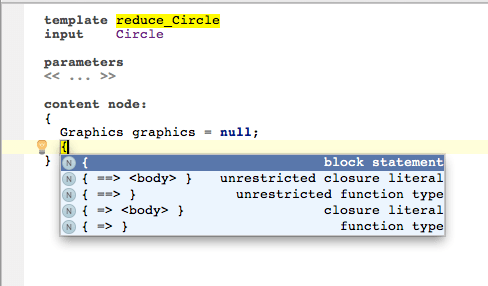 template reduce_Circle
input Circle
parameters
<< ... >>
content node:
{
Graphics graphics = null;
{
}
N { block statement
N { ==> <body> } unrestricted closure literal
N { ==> } unrestricted function type
N { => <body> } closure literal
N { => } function type